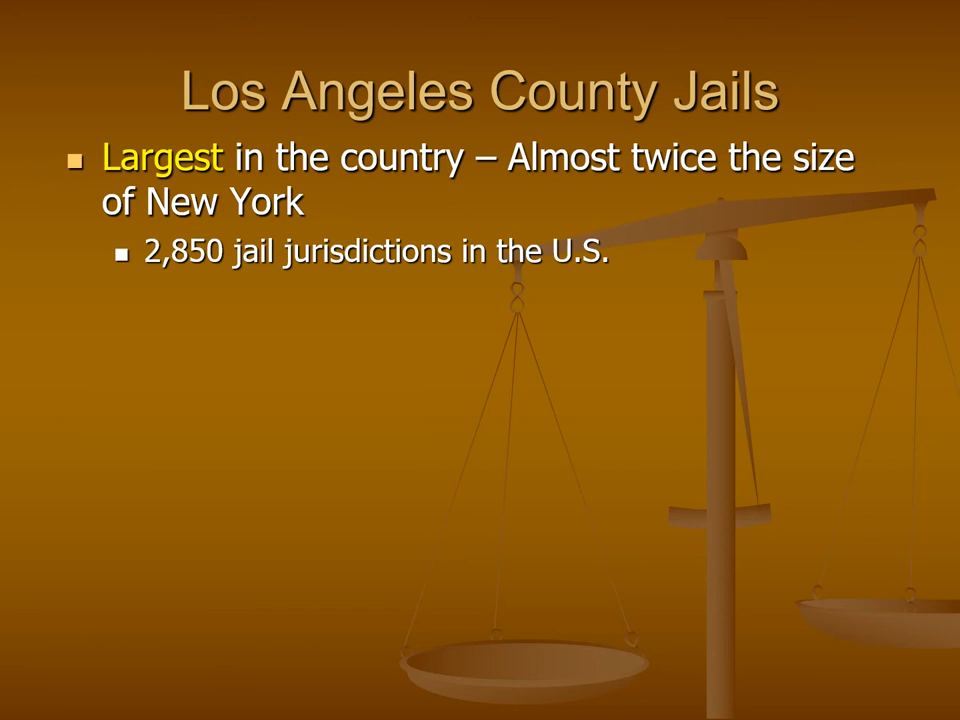 Los Angeles County Jails
Largest in the country – Almost twice the size
of New York
2,850 jail jurisdictions in the U.S.